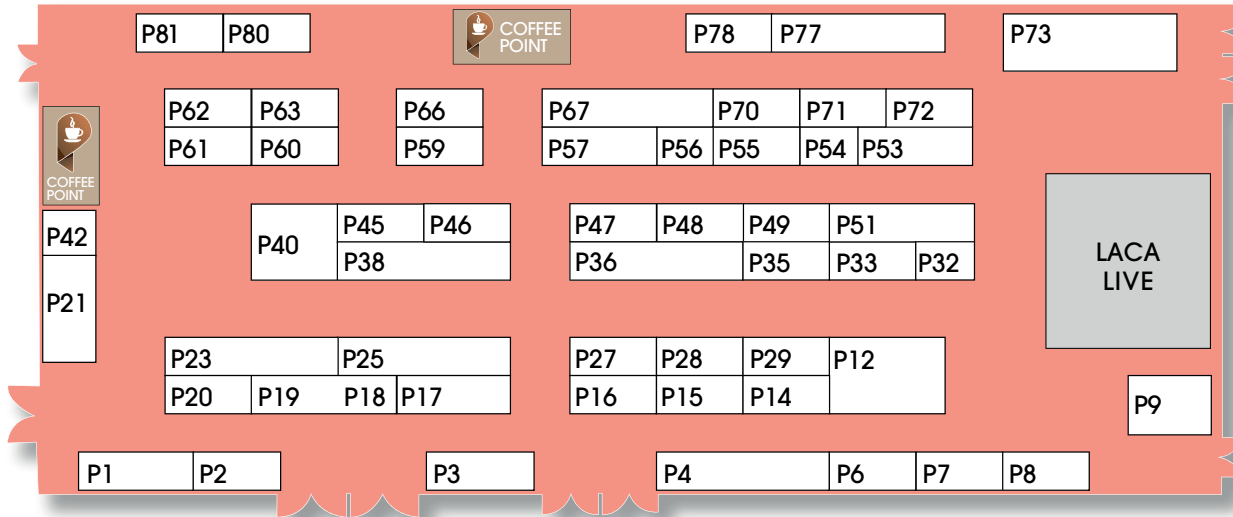 P81 P80
COFFEE
POINT
P78 P77
P73
P62 P63
P66
P67 P70 P71 P72
P61 P60
P59
P57 P56 P55 P54 P53
COFFEE
POINT
P42
P21
P40
P45 P46
P38
P47 P48 P49 P51
P36 P35 P33 P32
LACA
LIVE
P23 P25
P20 P19 P18 P17
P27 P28 P29 P12
P16 P15 P14
P9
P1 P2
P3
P4 P6 P7 P8